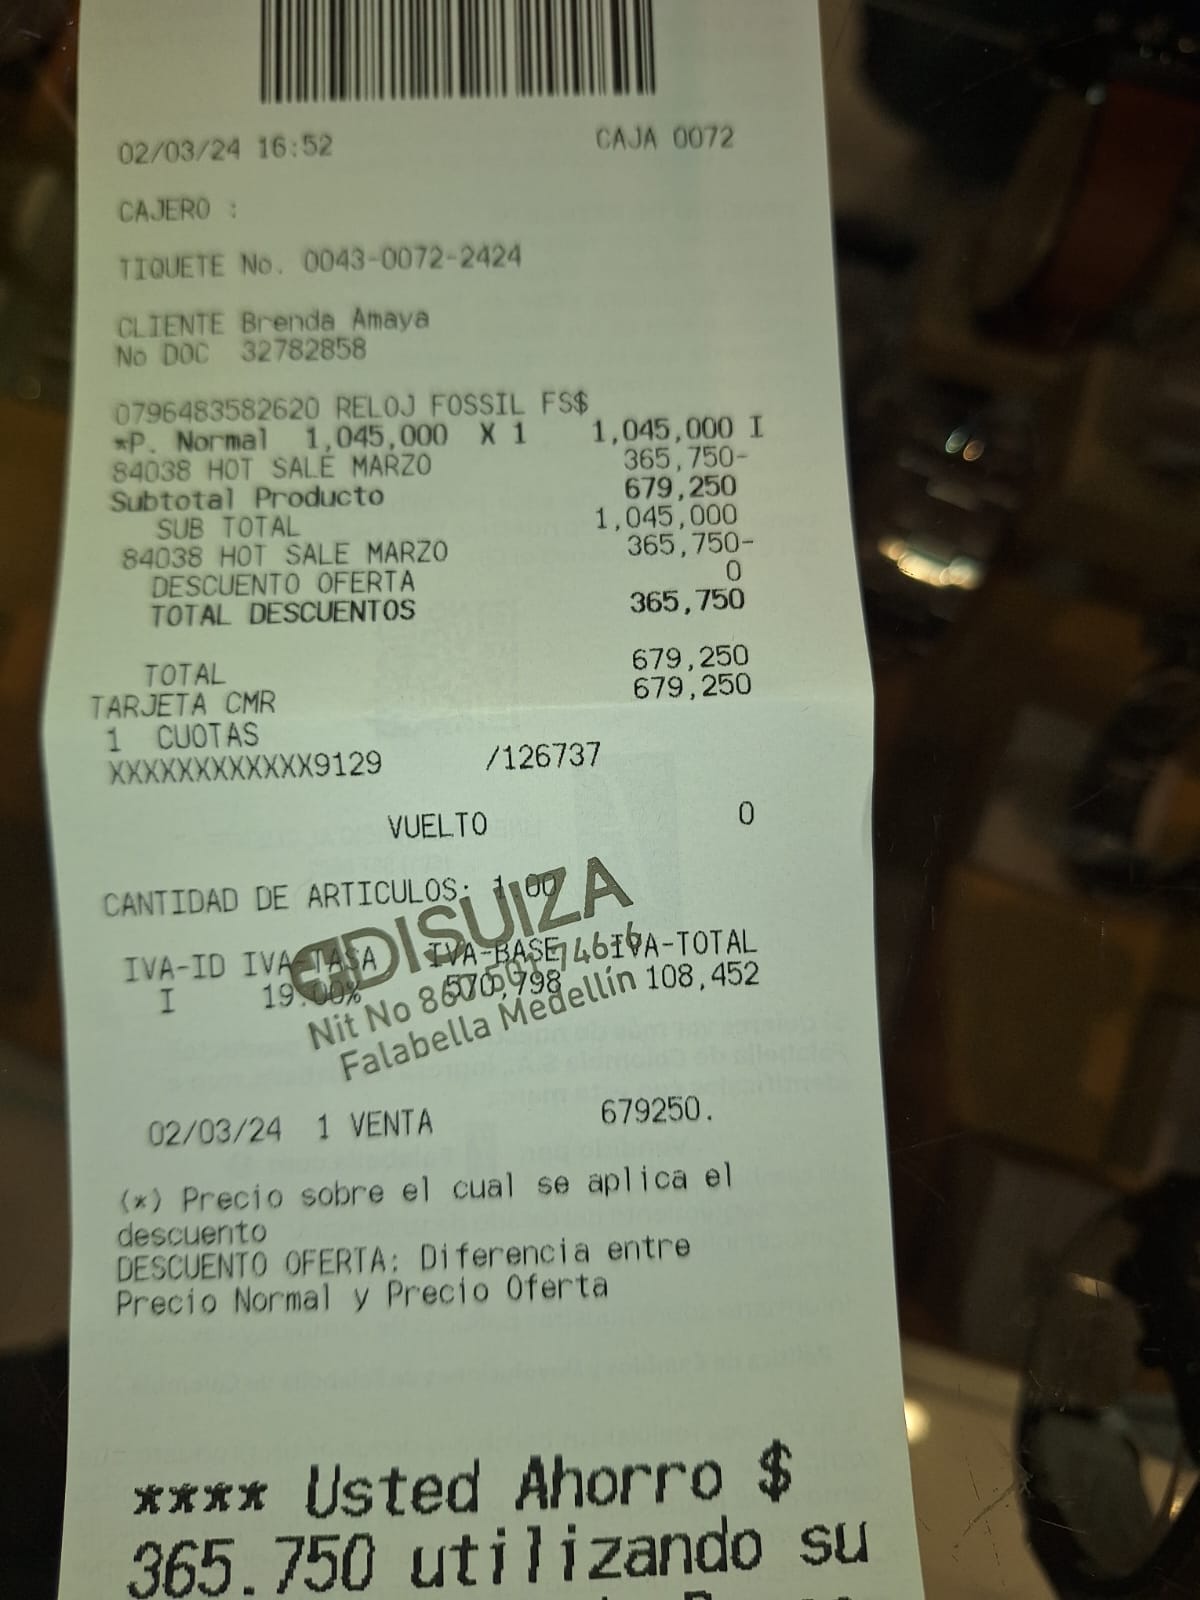 02/03/24 16:52 CAJA 0072
CAJERO :
TIQUETE No. 0043-0072-2424
CLIENTE Brenda Amaya
No DOC 32782858
0796483582620 RELOJ FOSSIL FS$
*P. Normal 1,045,000 X 1 1,045,000 I
84038 HOT SALE MARZO 365,750-
Subtotal Producto 679,250
SUB TOTAL 1,045,000
84038 HOT SALE MARZO 365,750-
DESCUENTO OFERTA 0
TOTAL DESCUENTOS 365,750
TOTAL 679,250
TARJETA CMR 679,250
1 CUOTAS
XXXXXXXXXXXX9129 /126737
VUELTO 0
CANTIDAD DE ARTICULOS: 1.00
DISUIZA
IVA-ID IVA-TASA IVA-BASE IVA-TOTAL
I 19.00% 570,798 108,452
Nit No
Falabella Medellín
02/03/24 1 VENTA 679250.
(*) Precio sobre el cual se aplica el
descuento
DESCUENTO OFERTA: Diferencia entre
Precio Normal y Precio Oferta
**** Usted Ahorro $
365.750 utilizando su